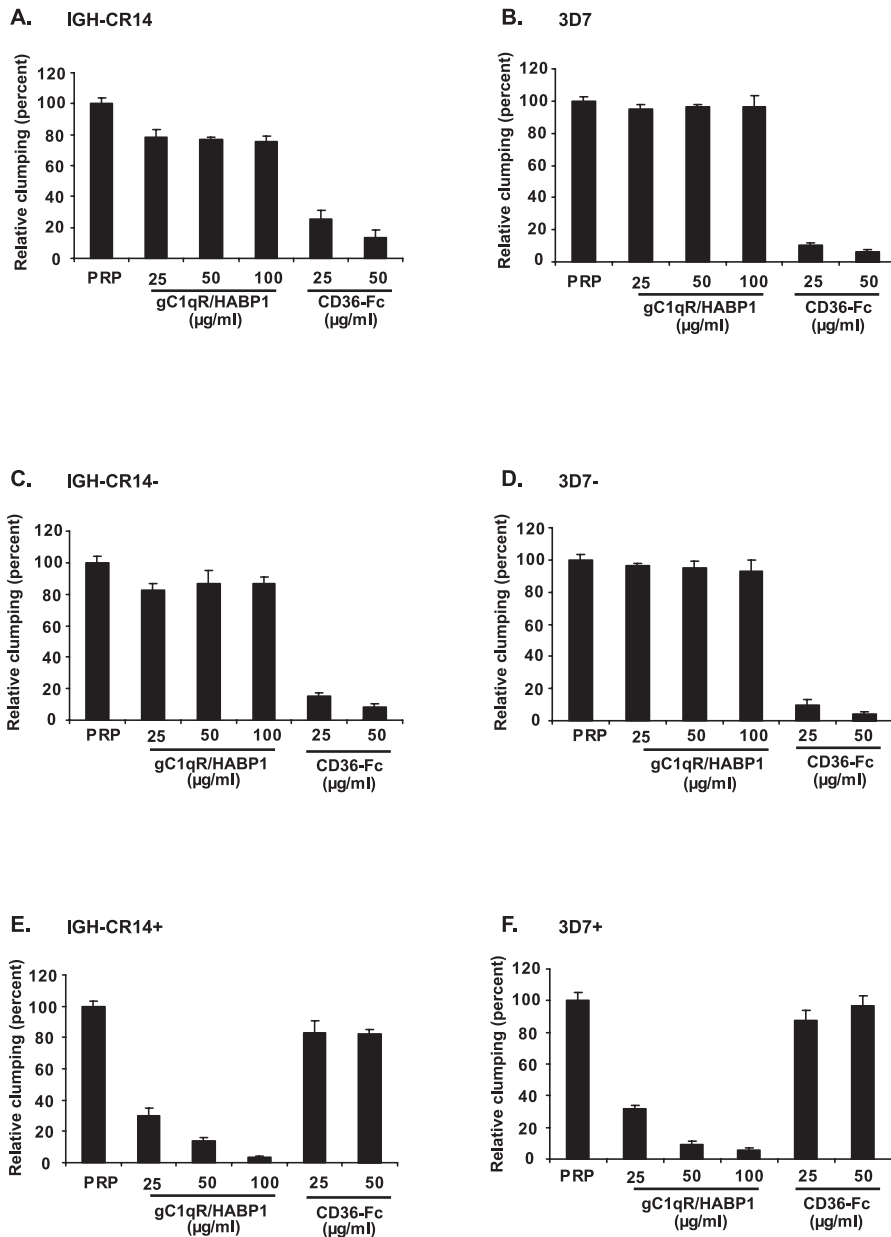 A. IGH-CR14
Relative clumping (percent)
120
100
80
60
40
20
0
PRP 25 50 100 25 50
gC1qR/HABP1 CD36-Fc
(µg/ml) (µg/ml)
B. 3D7
Relative clumping (percent)
120
100
80
60
40
20
0
PRP 25 50 100 25 50
gC1qR/HABP1 CD36-Fc
(µg/ml) (µg/ml)
C. IGH-CR14-
Relative clumping (percent)
120
100
80
60
40
20
0
PRP 25 50 100 25 50
gC1qR/HABP1 CD36-Fc
(µg/ml) (µg/ml)
D. 3D7-
Relative clumping (percent)
120
100
80
60
40
20
0
PRP 25 50 100 25 50
gC1qR/HABP1 CD36-Fc
(µg/ml) (µg/ml)
E. IGH-CR14+
Relative clumping (percent)
120
100
80
60
40
20
0
PRP 25 50 100 25 50
gC1qR/HABP1 CD36-Fc
(µg/ml) (µg/ml)
F. 3D7+
Relative clumping (percent)
120
100
80
60
40
20
0
PRP 25 50 100 25 50
gC1qR/HABP1 CD36-Fc
(µg/ml) (µg/ml)